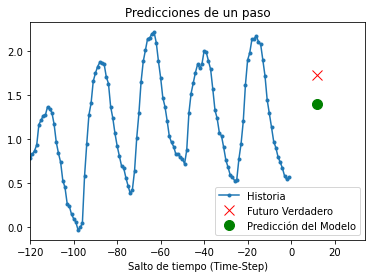 Predicciones de un paso
2.0
1.5
1.0
0.5
0.0
Historia
Futuro Verdadero
Predicción del Modelo
−120 −100 −80 −60 −40 −20 0 20
Salto de tiempo (Time-Step)